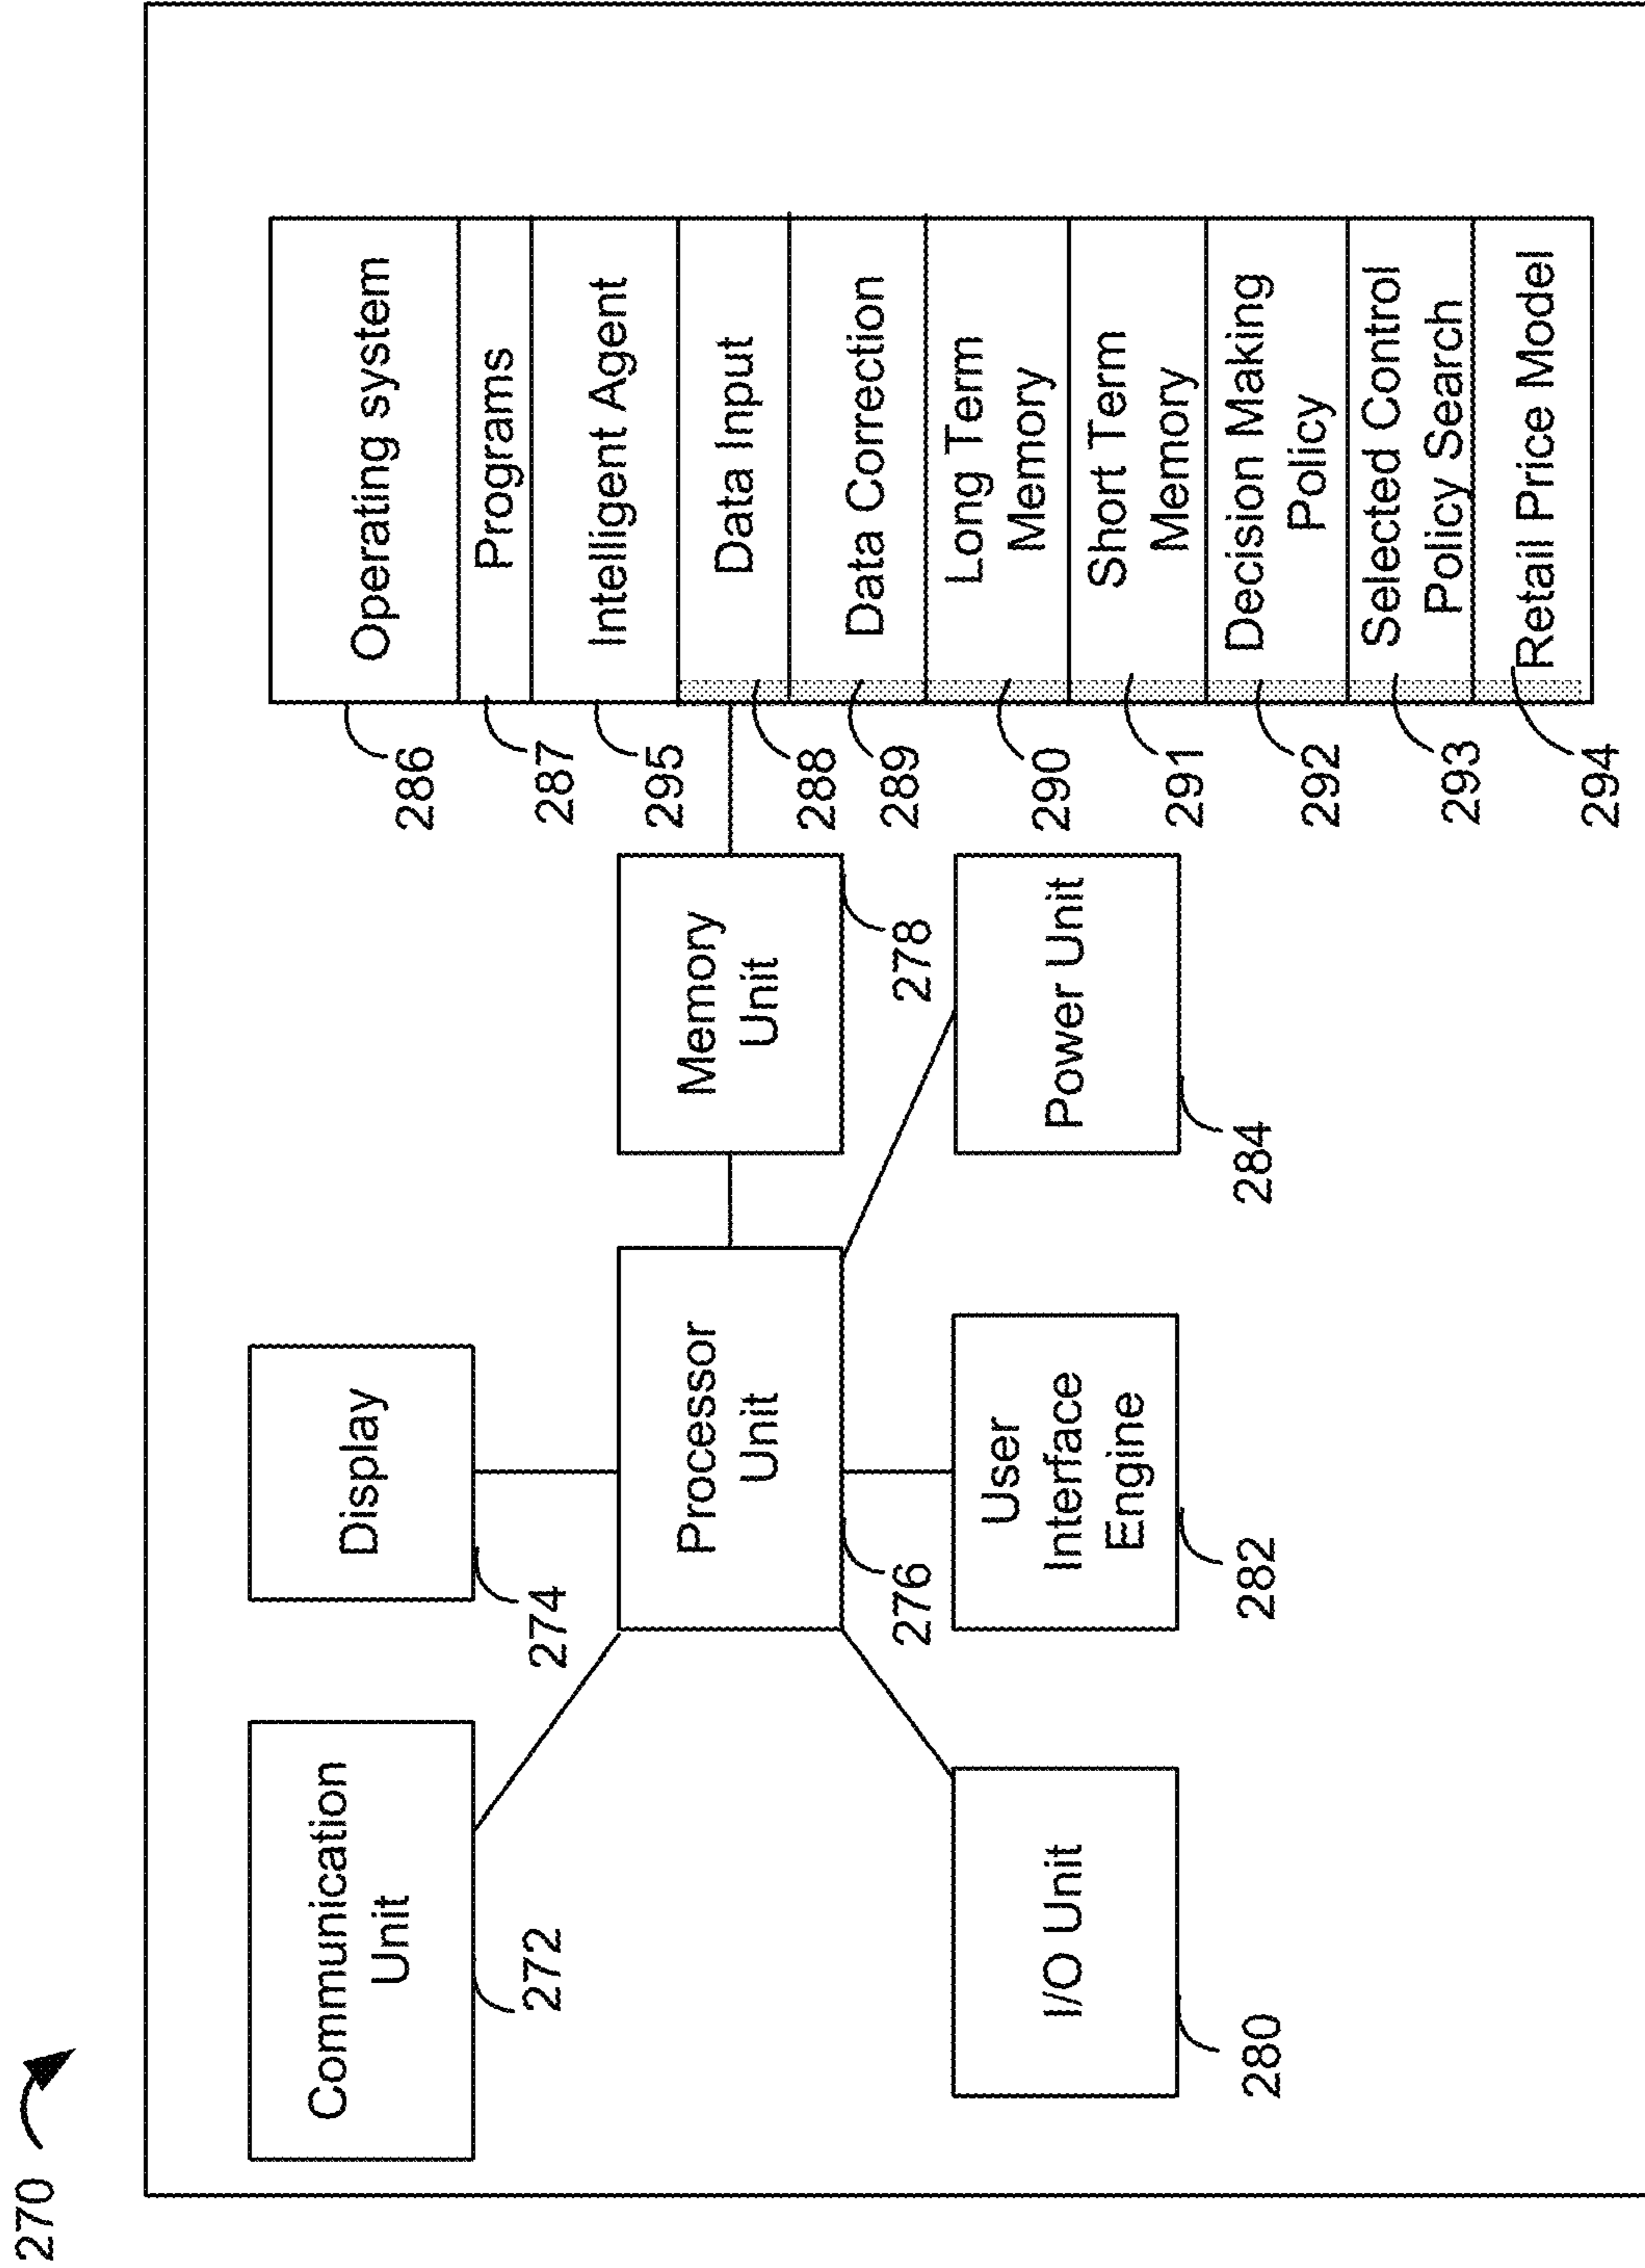 270
Communication
Unit
272
Display
274
Processor
Unit
276
Memory
Unit
278
I/O Unit
280
User
Interface
Engine
282
Power Unit
284
Operating system
286
Programs
287
Intelligent Agent
295
Data Input
288
Data Correction
289
Long Term
Memory
290
Short Term
Memory
291
Decision Making
Policy
292
Selected Control
Policy Search
293
Retail Price Model
294